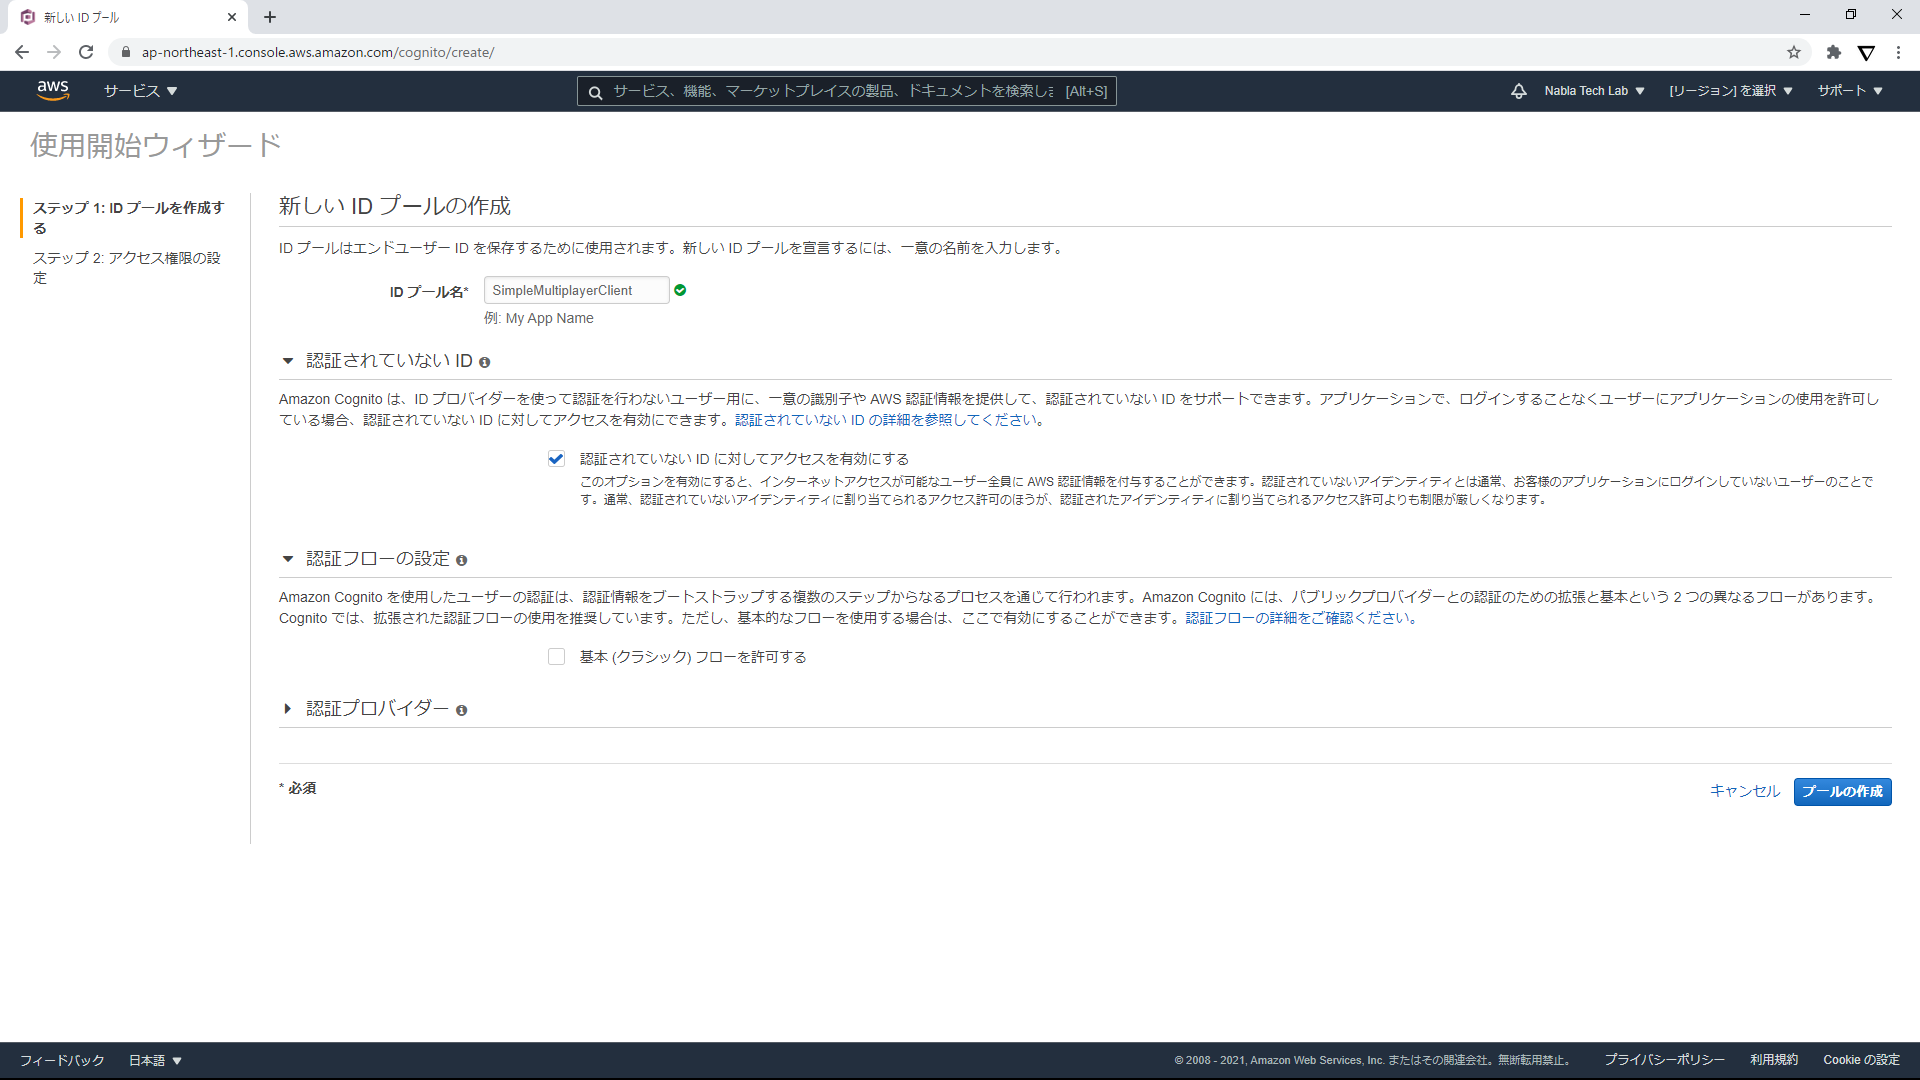 新しい ID プール
ap-northeast-1.console.aws.amazon.com/cognito/create/
aws
サービス
サービス、機能、マーケットプレイスの製品、ドキュメントを検索しま
[Alt+S]
Nabla Tech Lab
[リージョン] を選択
サポート
使用開始ウィザード
ステップ 1: ID プールを作成す
る
ステップ 2: アクセス権限の設
定
新しい ID プールの作成
ID プールはエンドユーザー ID を保存するために使用されます。新しい ID プールを宣言するには、一意の名前を入力します。
ID プール名*
SimpleMultiplayerClient
例: My App Name
認証されていない ID
Amazon Cognito は、ID プロバイダーを使って認証を行わないユーザー用に、一意の識別子や AWS 認証情報を提供して、認証されていない ID をサポートできます。アプリケーションで、ログインすることなくユーザーにアプリケーションの使用を許可し
ている場合、認証されていない ID に対してアクセスを有効にできます。認証されていない ID の詳細を参照してください。
認証されていない ID に対してアクセスを有効にする
このオプションを有効にすると、インターネットアクセスが可能なユーザー全員に AWS 認証情報を付与することができます。認証されていないアイデンティティとは通常、お客様のアプリケーションにログインしていないユーザーのことで
す。通常、認証されていないアイデンティティに割り当てられるアクセス許可のほうが、認証されたアイデンティティに割り当てられるアクセス許可よりも制限が厳しくなります。
認証フローの設定
Amazon Cognito を使用したユーザーの認証は、認証情報をブートストラップする複数のステップからなるプロセスを通じて行われます。Amazon Cognito には、パブリックプロバイダーとの認証のための拡張と基本という 2 つの異なるフローがあります。
Cognito では、拡張された認証フローの使用を推奨しています。ただし、基本的なフローを使用する場合は、ここで有効にすることができます。認証フローの詳細をご確認ください。
基本 (クラシック) フローを許可する
認証プロバイダー
* 必須
キャンセル
プールの作成
フィードバック
日本語
© 2008 - 2021, Amazon Web Services, Inc. またはその関連会社。無断転用禁止。
プライバシーポリシー
利用規約
Cookie の設定